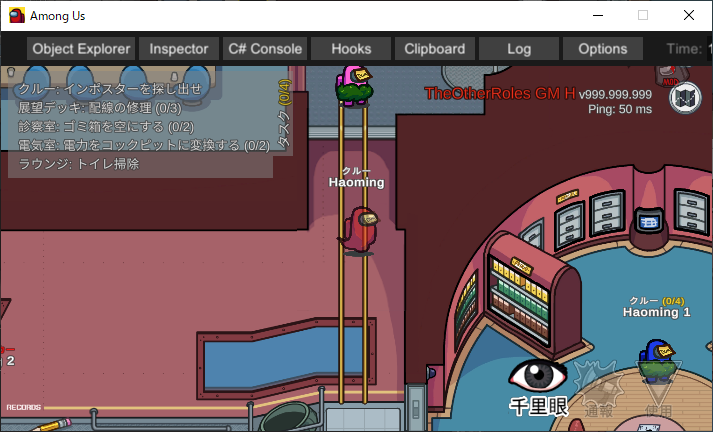 Among Us
Object Explorer
Inspector
C# Console
Hooks
Clipboard
Log
Options
Time: 1
クルー: インポスターを探し出せ
展望デッキ: 配線の修理 (0/3)
診察室: ゴミ箱を空にする (0/2)
電気室: 電力をコックピットに変換する (0/2)
ラウンジ: トイレ掃除
タスク (0/4)
MOD
TheOtherRoles GM H v999.999.999
Ping: 50 ms
クルー
Haoming
クルー (0/4)
Haoming 1
2
RECORDS
千里眼
通報
使用